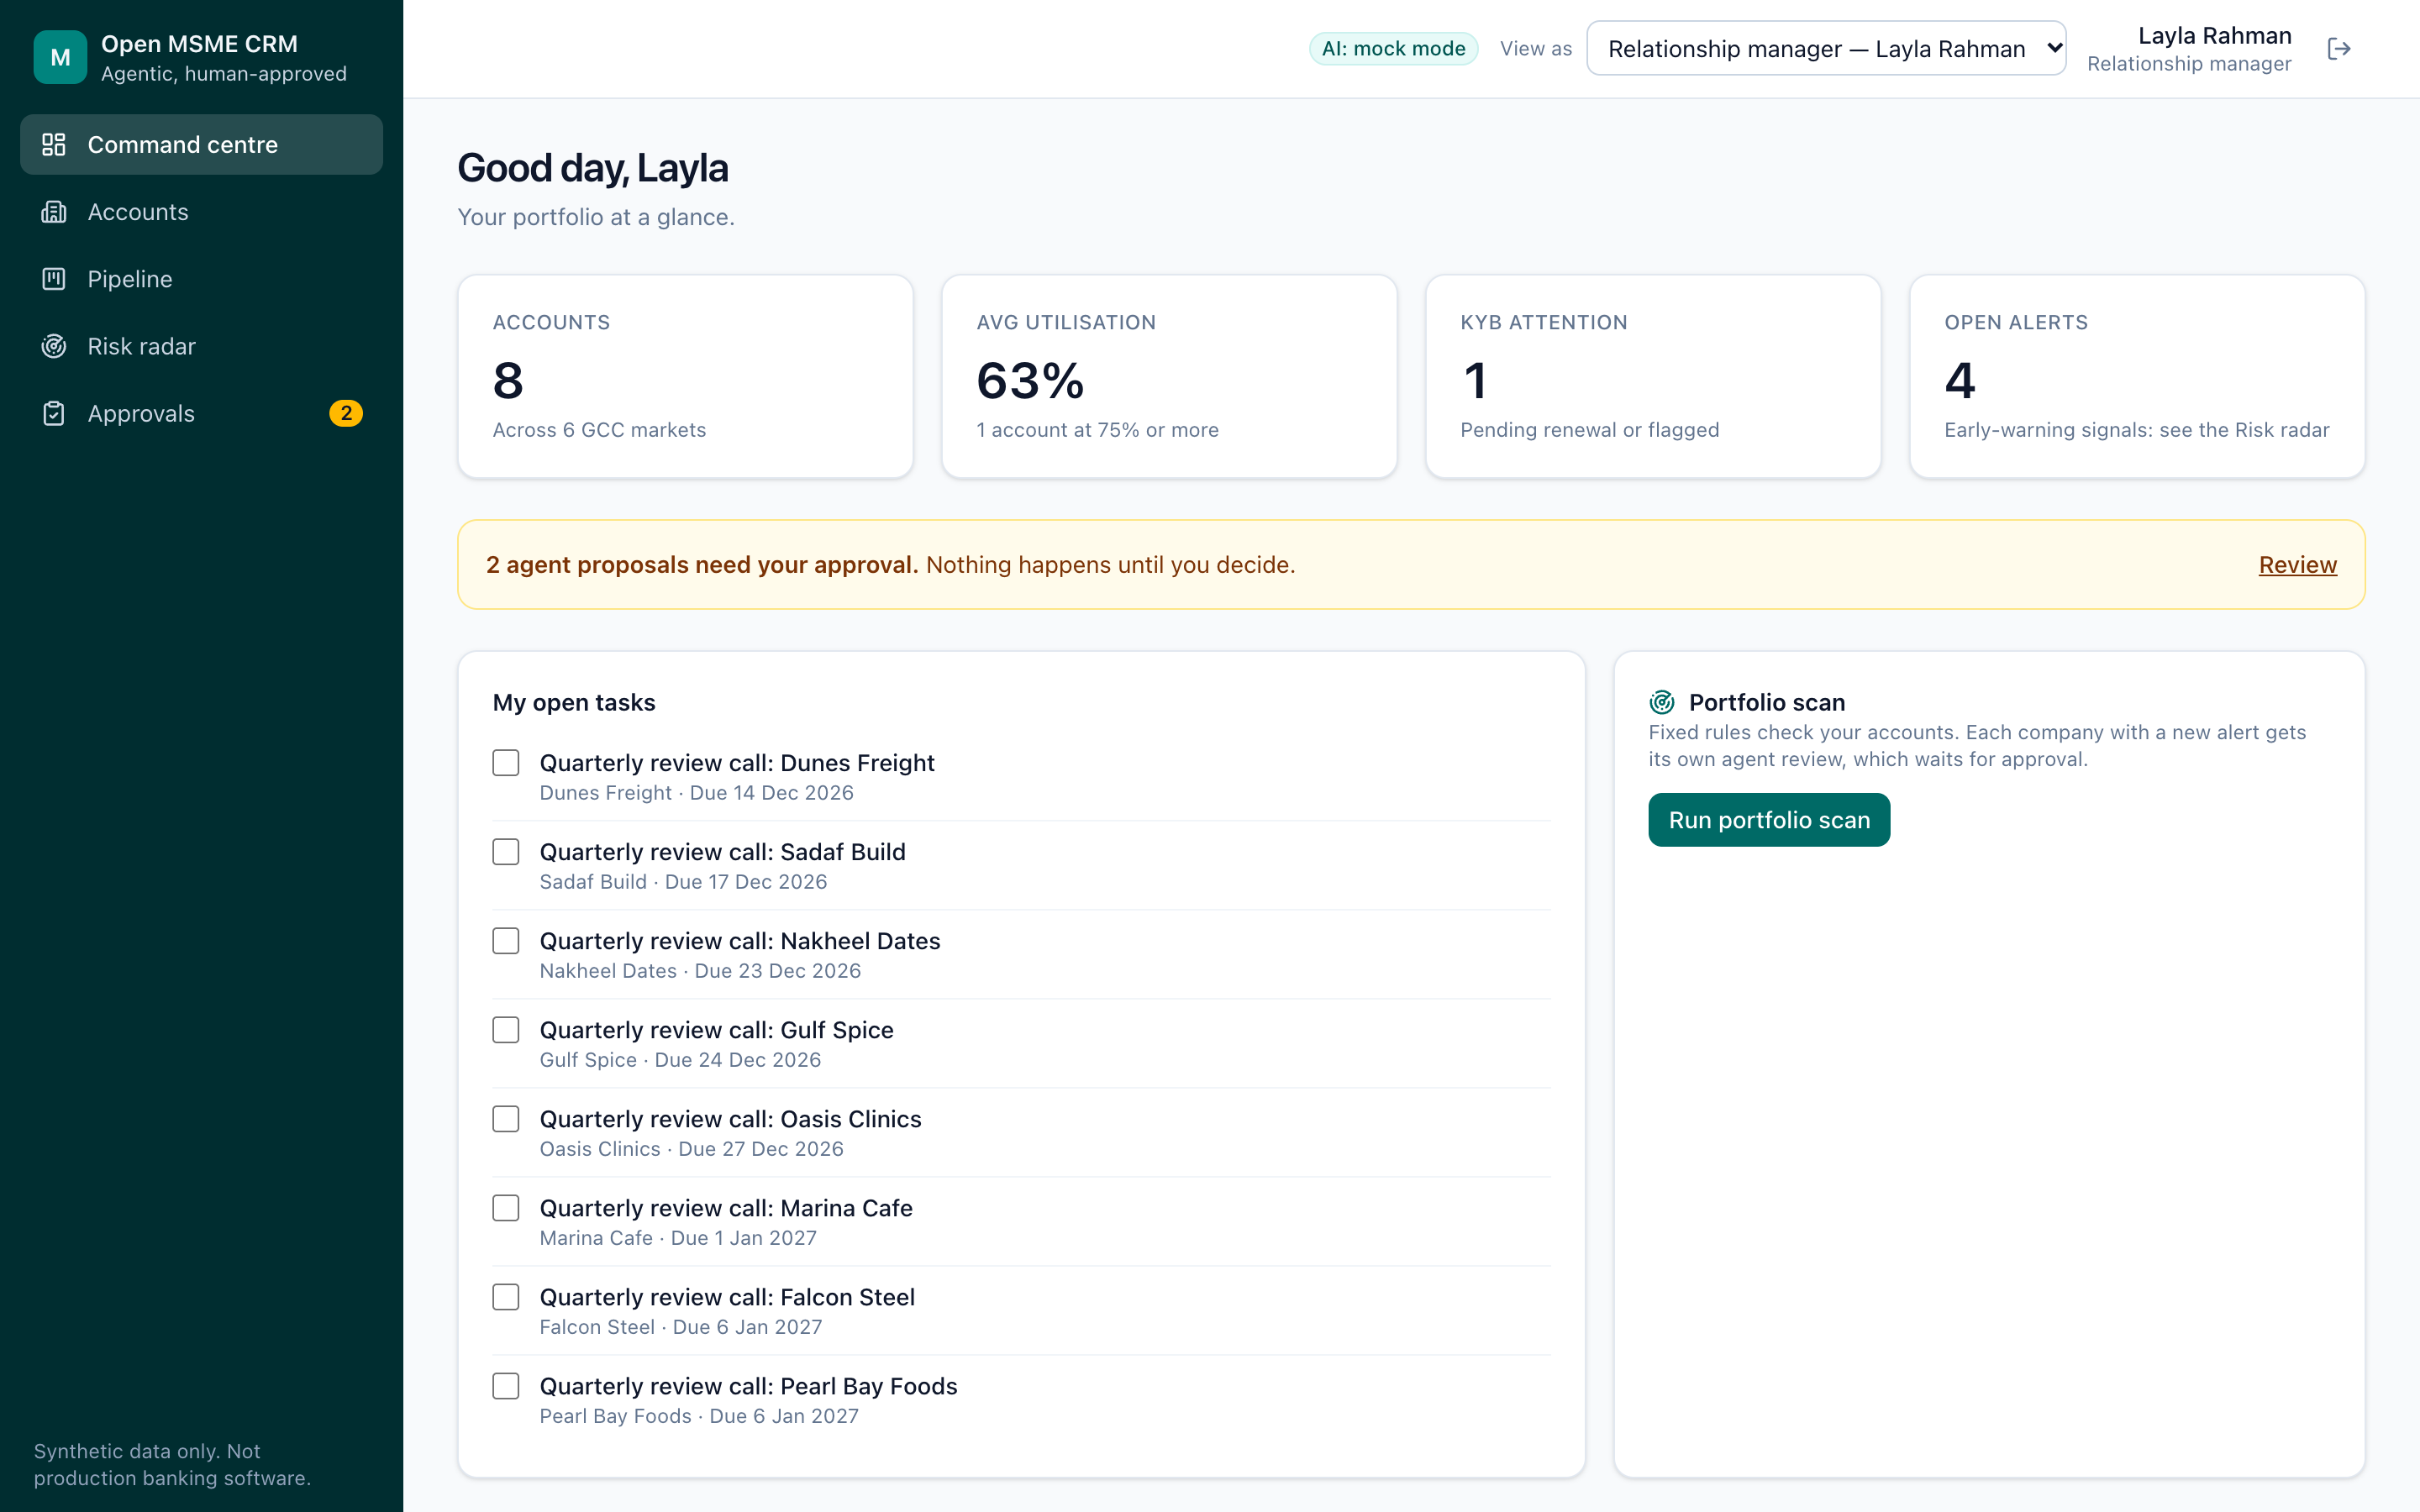 M
Open MSME CRM
Agentic, human-approved
Command centre
Accounts
Pipeline
Risk radar
Approvals
2
Synthetic data only. Not
production banking software.
AI: mock mode
View as
Relationship manager — Layla Rahman
Layla Rahman
Relationship manager
Good day, Layla
Your portfolio at a glance.
ACCOUNTS
8
Across 6 GCC markets
AVG UTILISATION
63%
1 account at 75% or more
KYB ATTENTION
1
Pending renewal or flagged
OPEN ALERTS
4
Early-warning signals: see the Risk radar
2 agent proposals need your approval. Nothing happens until you decide.
Review
My open tasks
Quarterly review call: Dunes Freight
Dunes Freight · Due 14 Dec 2026
Quarterly review call: Sadaf Build
Sadaf Build · Due 17 Dec 2026
Quarterly review call: Nakheel Dates
Nakheel Dates · Due 23 Dec 2026
Quarterly review call: Gulf Spice
Gulf Spice · Due 24 Dec 2026
Quarterly review call: Oasis Clinics
Oasis Clinics · Due 27 Dec 2026
Quarterly review call: Marina Cafe
Marina Cafe · Due 1 Jan 2027
Quarterly review call: Falcon Steel
Falcon Steel · Due 6 Jan 2027
Quarterly review call: Pearl Bay Foods
Pearl Bay Foods · Due 6 Jan 2027
Portfolio scan
Fixed rules check your accounts. Each company with a new alert gets
its own agent review, which waits for approval.
Run portfolio scan